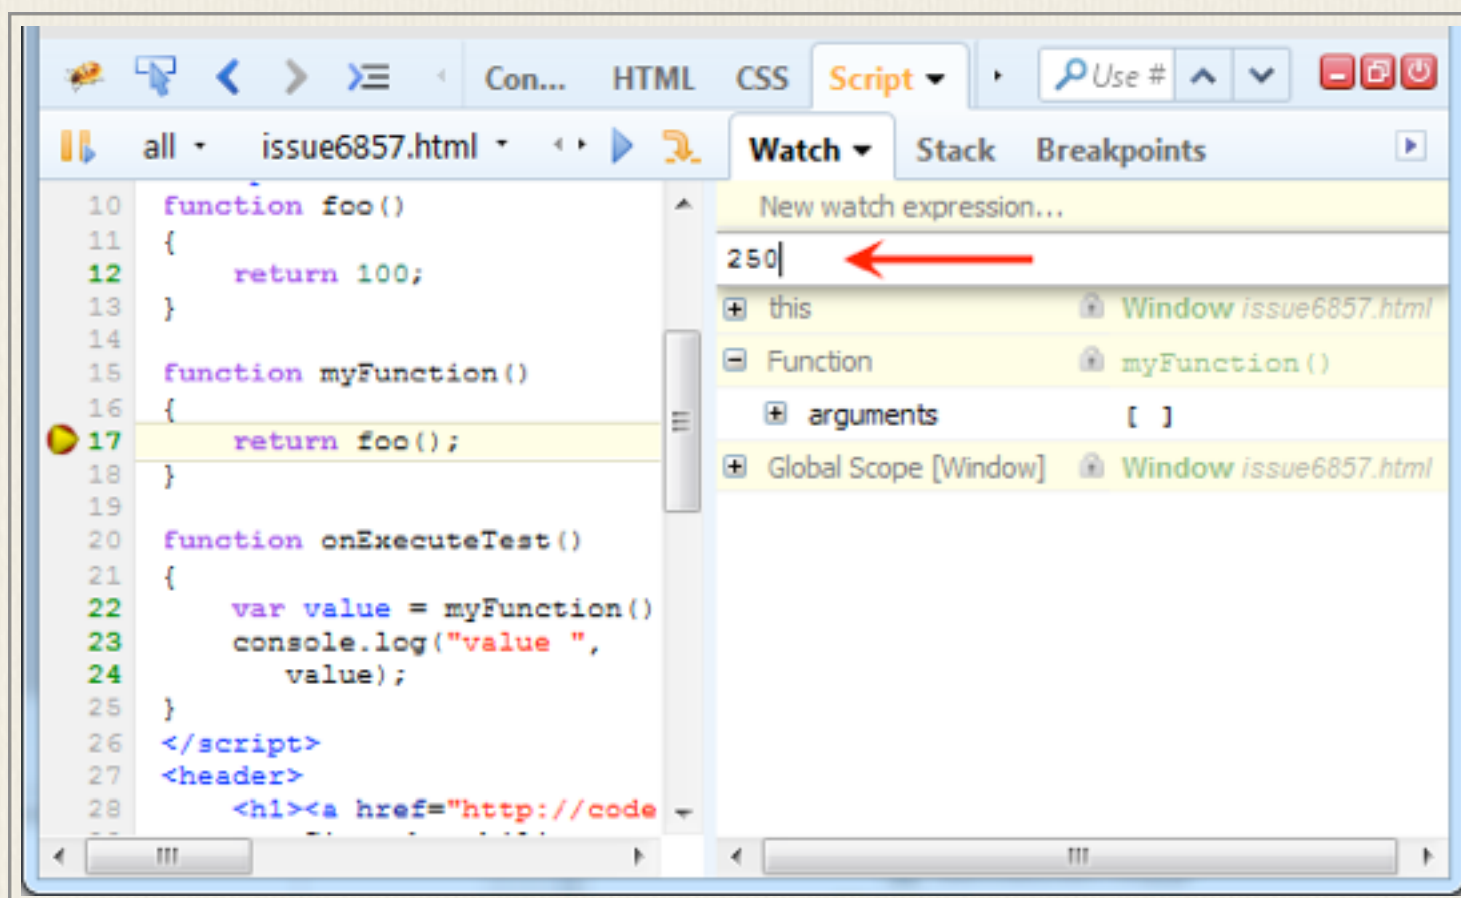 Con... HTML CSS Script Use #
all issue6857.html Watch Stack Breakpoints
10 function foo()
11 {
12 return 100;
13 }
14
15 function myFunction()
16 {
17 return foo();
18 }
19
20 function onExecuteTest()
21 {
22 var value = myFunction()
23 console.log("value ",
24 value);
25 }
26 </script>
27 <header>
28 <h1><a href="http://code
New watch expression...
250
this Window issue6857.html
Function myFunction()
arguments [ ]
Global Scope [Window] Window issue6857.html